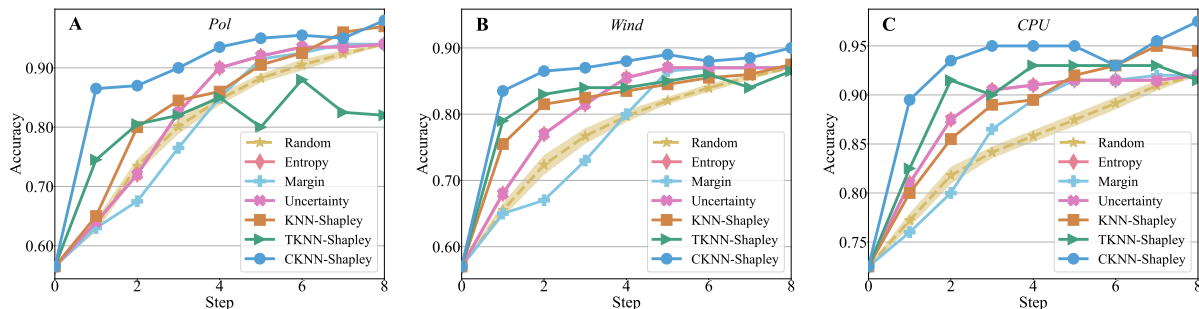 A
Pol
Accuracy
0.90
0.80
0.70
0.60
0
2
4
6
8
Step
Random
Entropy
Margin
Uncertainty
KNN-Shapley
TKNN-Shapley
CKNN-Shapley
B
Wind
Accuracy
0.90
0.80
0.70
0.60
0
2
4
6
8
Step
Random
Entropy
Margin
Uncertainty
KNN-Shapley
TKNN-Shapley
CKNN-Shapley
C
CPU
Accuracy
0.95
0.90
0.85
0.80
0.75
0
2
4
6
8
Step
Random
Entropy
Margin
Uncertainty
KNN-Shapley
TKNN-Shapley
CKNN-Shapley